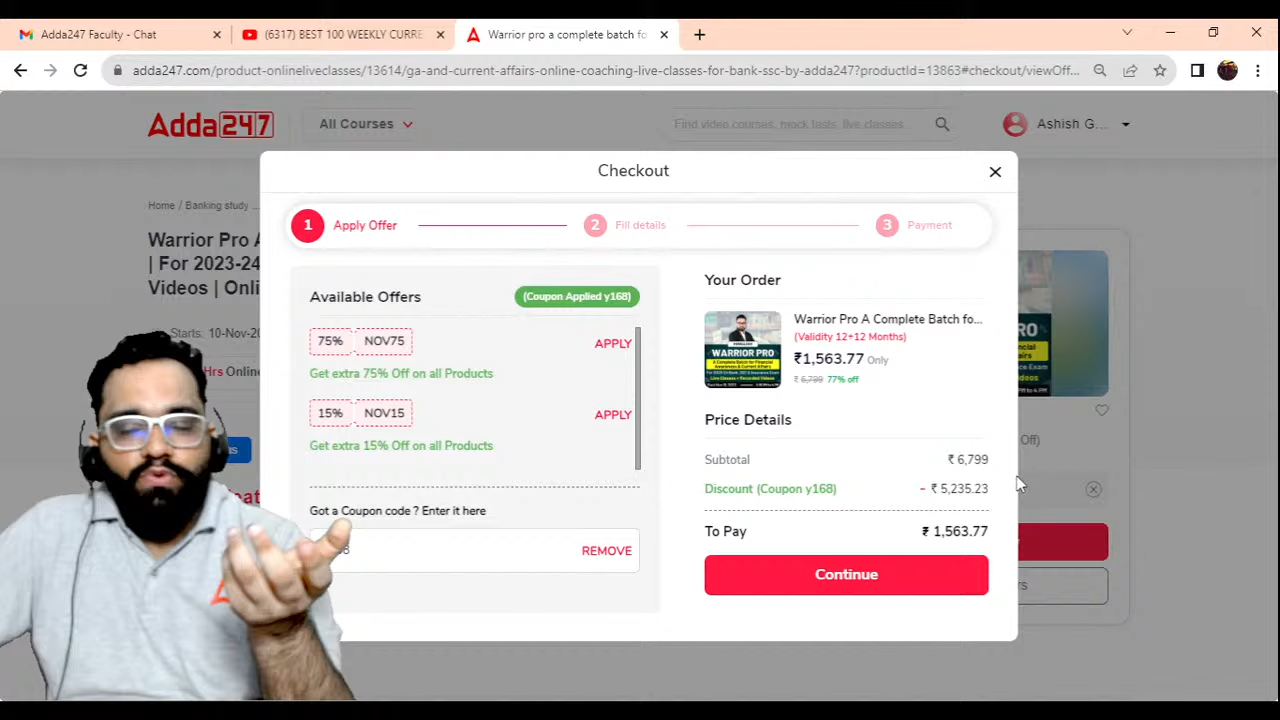 Adda247 Faculty - Chat
(6317) BEST 100 WEEKLY CURRE
Warrior pro a complete batch fo
adda247.com/product-onlineliveclasses/13614/ga-and-current-affairs-online-coaching-live-classes-for-bank-ssc-by-adda247?productId=13863#checkout/viewOff...
Adda247
All Courses
Find video courses, mock tests, live classes..
Ashish G...
Home / Banking study ...
Warrior Pro A
| For 2023-24
Videos | Onli
Starts: 10-Nov-20
Hrs Online
Checkout
1 Apply Offer
2 Fill details
3 Payment
Available Offers
(Coupon Applied y168)
75% NOV75
APPLY
Get extra 75% Off on all Products
15% NOV15
APPLY
Get extra 15% Off on all Products
Got a Coupon code ? Enter it here
REMOVE
Your Order
WARRIOR PRO
Warrior Pro A Complete Batch fo...
(Validity 12+12 Months)
₹1,563.77 Only
₹ 6,799 77% off
Price Details
Subtotal ₹ 6,799
Discount (Coupon y168) - ₹ 5,235.23
To Pay ₹ 1,563.77
Continue
Off)